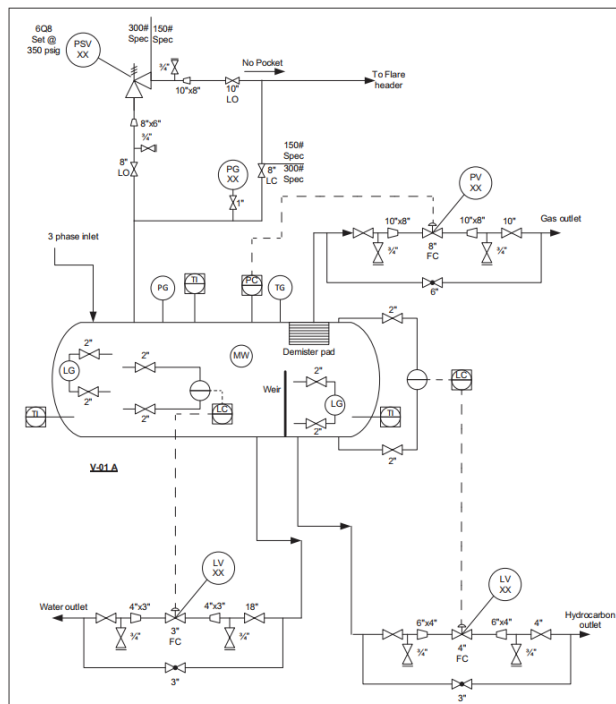 6Q8
Set @
350 psig
PSV
XX
300#
Spec
150#
Spec
¾"
10"x8"
10"
LO
No Pocket
To Flare
header
8"x6"
¾"
8"
LO
PG
XX
1"
8"
LC
150#
Spec
300#
Spec
PV
XX
10"x8"
10"x8"
10"
Gas outlet
¾"
8"
FC
¾"
6"
3 phase inlet
PG
TI
PC
TG
Demister pad
MW
2"
LG
2"
2"
2"
LC
Weir
2"
LG
2"
TI
TI
2"
LC
2"
V-01 A
LV
XX
Water outlet
4"x3"
4"x3"
18"
¾"
3"
FC
¾"
3"
LV
XX
6"x4"
6"x4"
4"
Hydrocarbon
outlet
¾"
4"
FC
¾"
3"